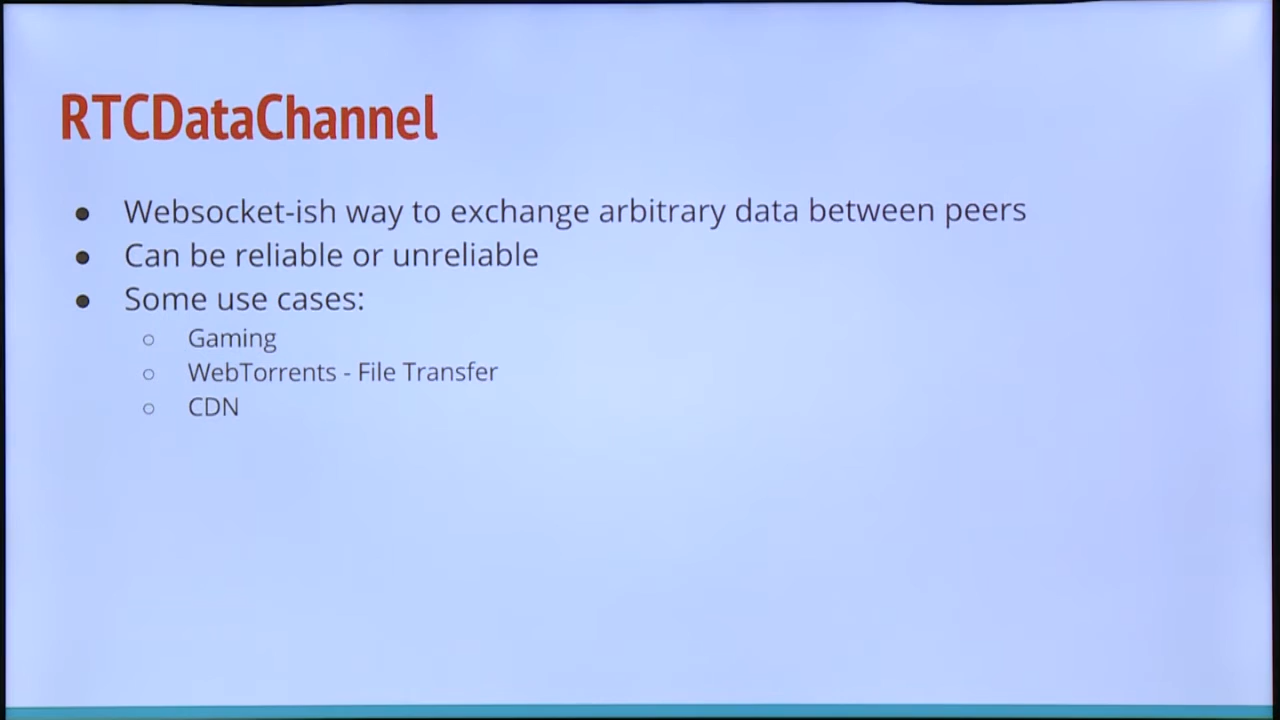 RTCDataChannel
● Websocket-ish way to exchange arbitrary data between peers
● Can be reliable or unreliable
● Some use cases:
○ Gaming
○ WebTorrents - File Transfer
○ CDN